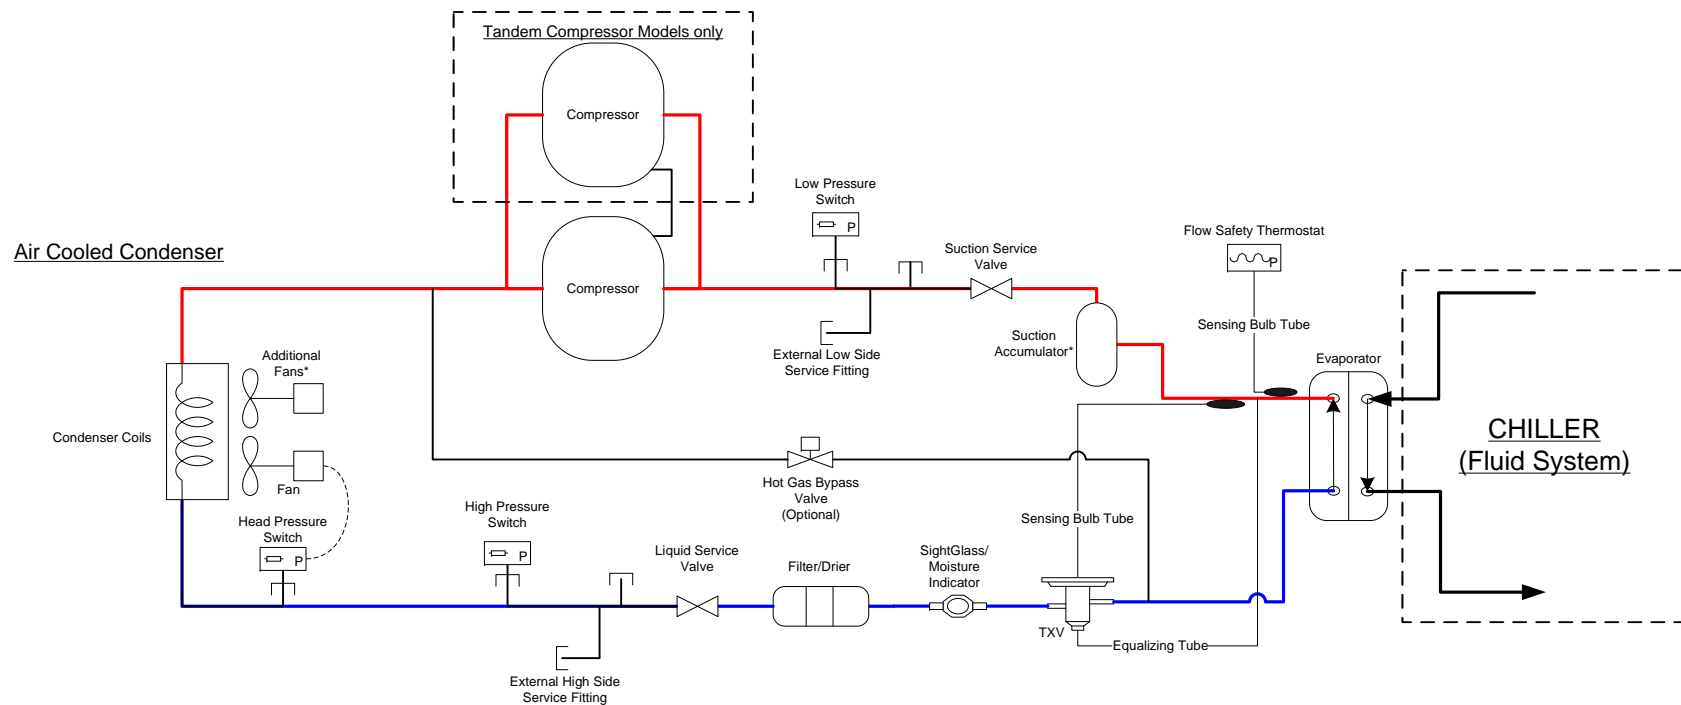 Tandem Compressor Models only
Compressor
Low Pressure
Switch
P
Flow Safety Thermostat
P
Suction Service
Valve
Air Cooled Condenser
Compressor
Sensing Bulb Tube
Suction
Accumulator*
External Low Side
Service Fitting
Evaporator
Additional
Fans*
CHILLER
(Fluid System)
Condenser Coils
Fan
Hot Gas Bypass
Valve
(Optional)
Sensing Bulb Tube
Head Pressure
Switch
P
High Pressure
Switch
P
Liquid Service
Valve
Filter/Drier
SightGlass/
Moisture
Indicator
TXV
Equalizing Tube
External High Side
Service Fitting